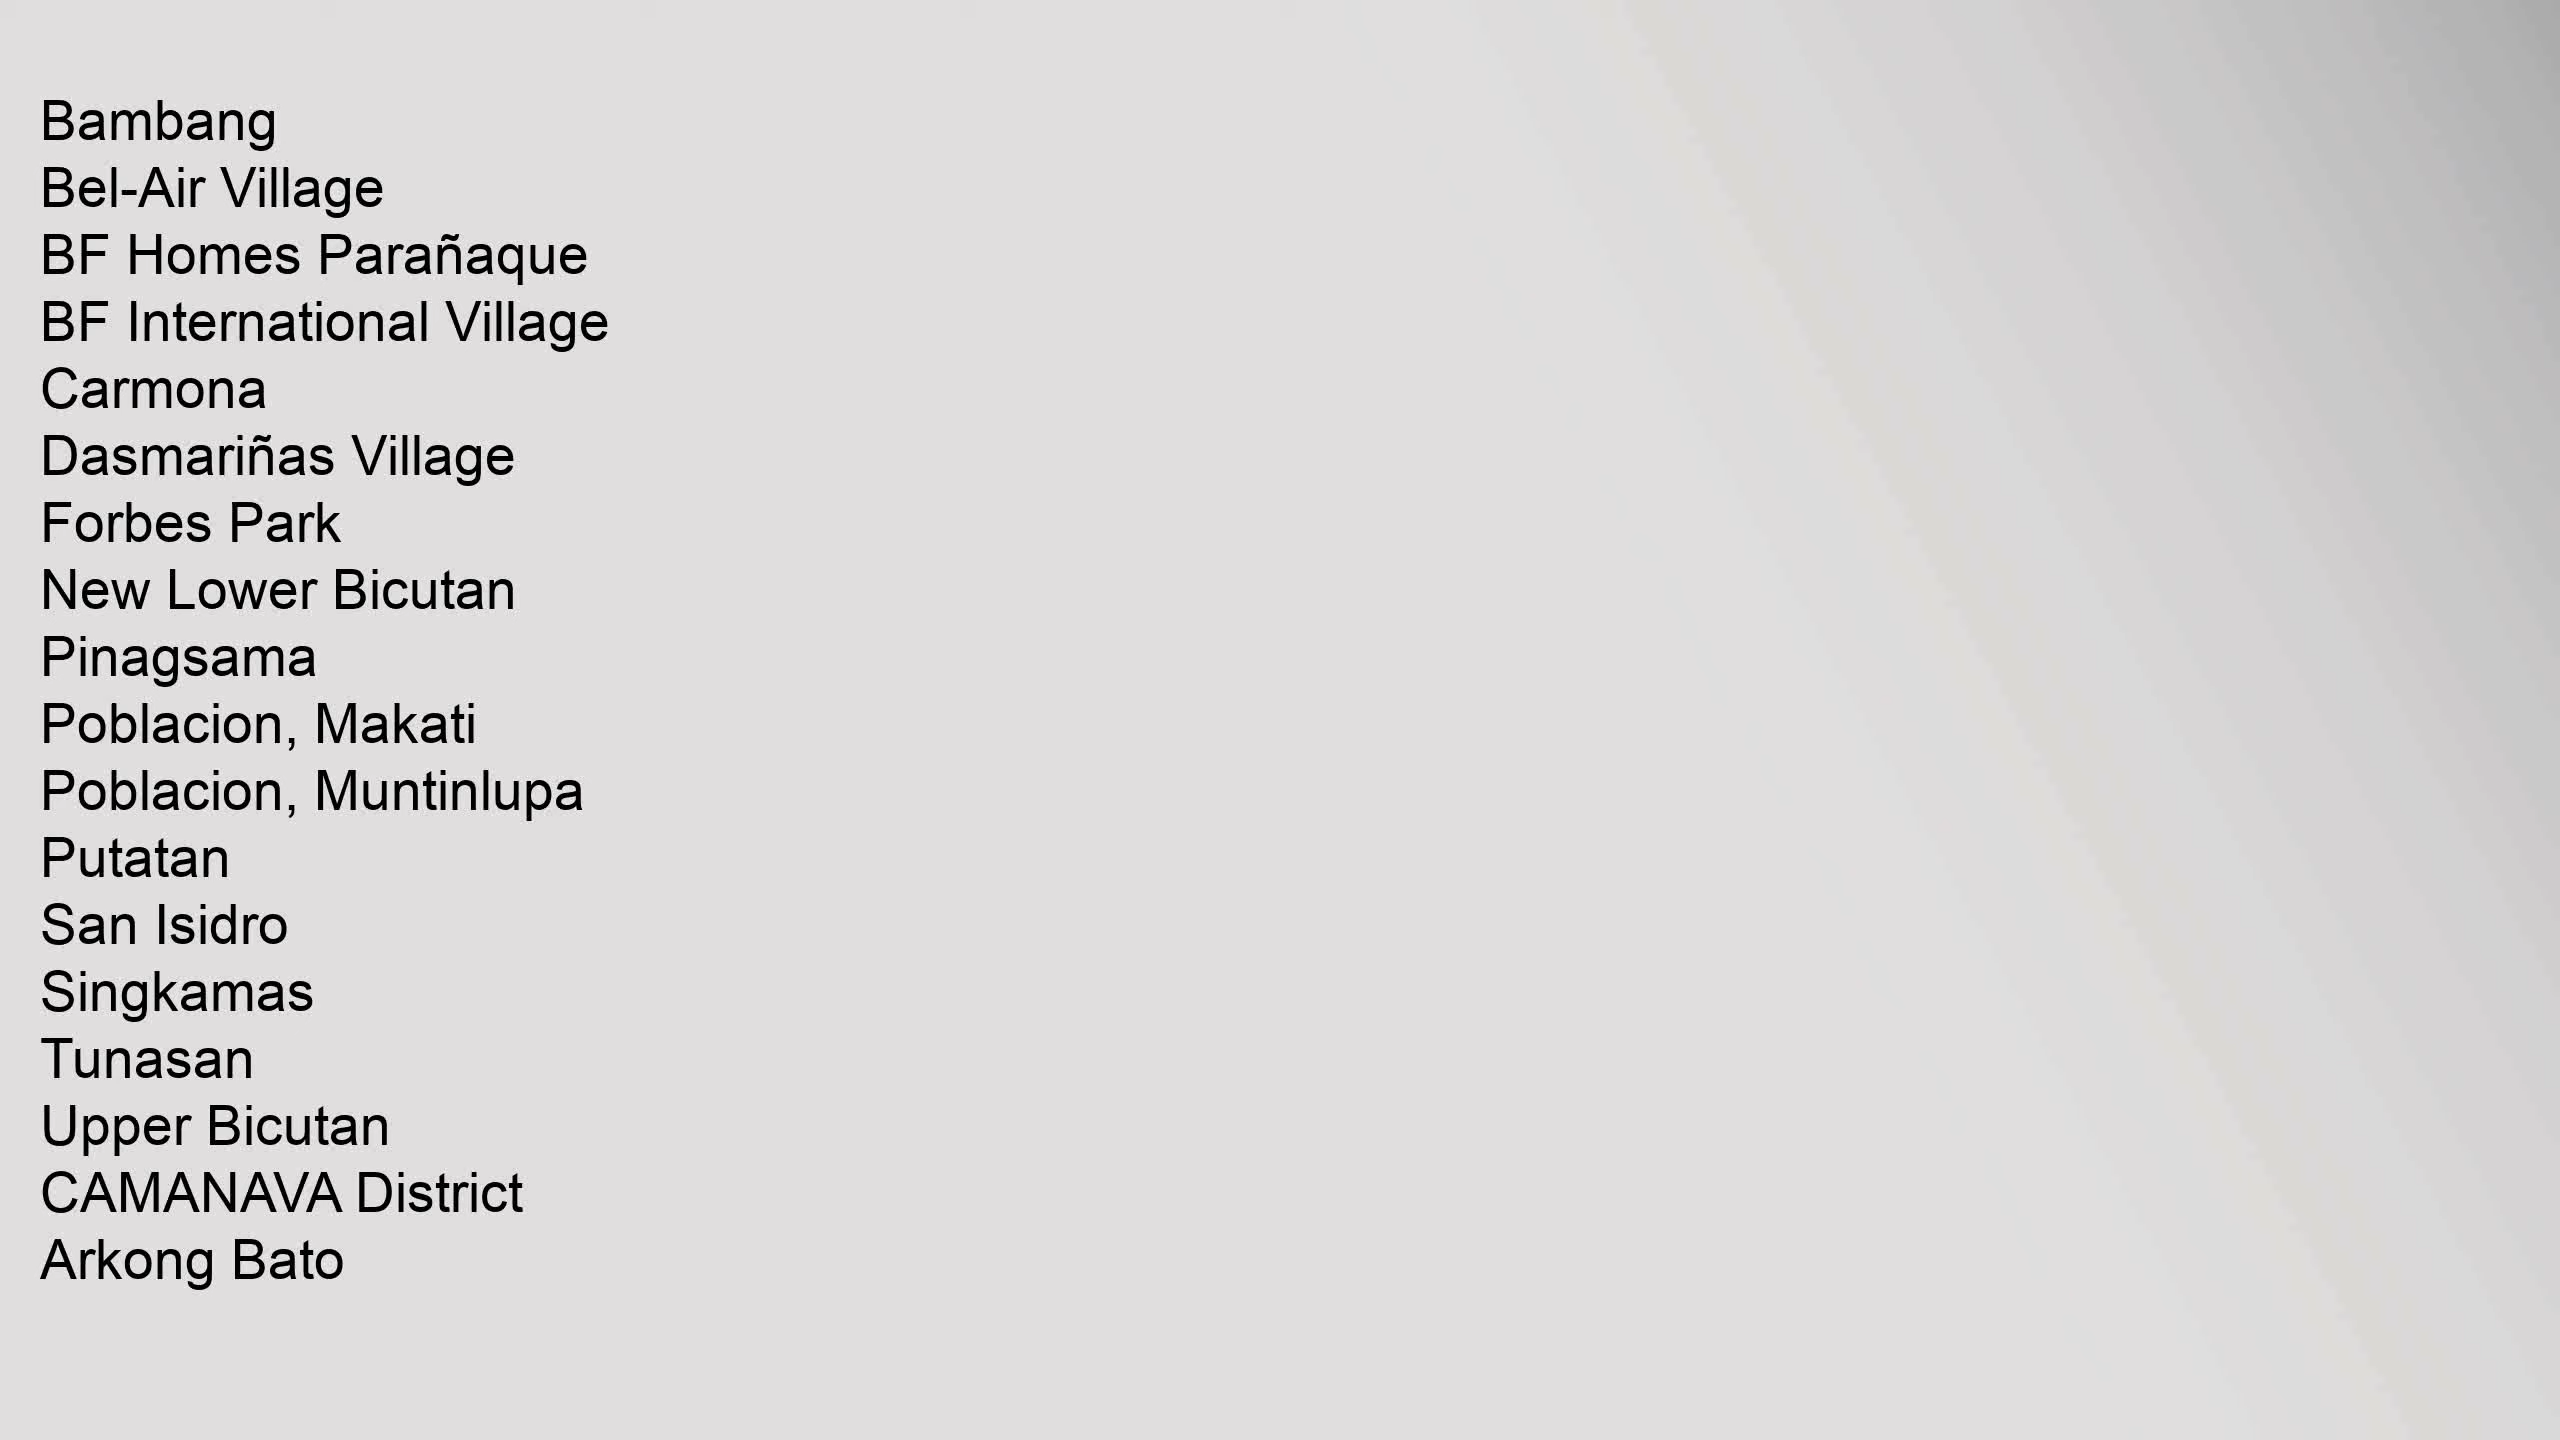 Bambang
Bel-Air Village
BF Homes Parañaque
BF International Village
Carmona
Dasmariñas Village
Forbes Park
New Lower Bicutan
Pinagsama
Poblacion, Makati
Poblacion, Muntinlupa
Putatan
San Isidro
Singkamas
Tunasan
Upper Bicutan
CAMANAVA District
Arkong Bato